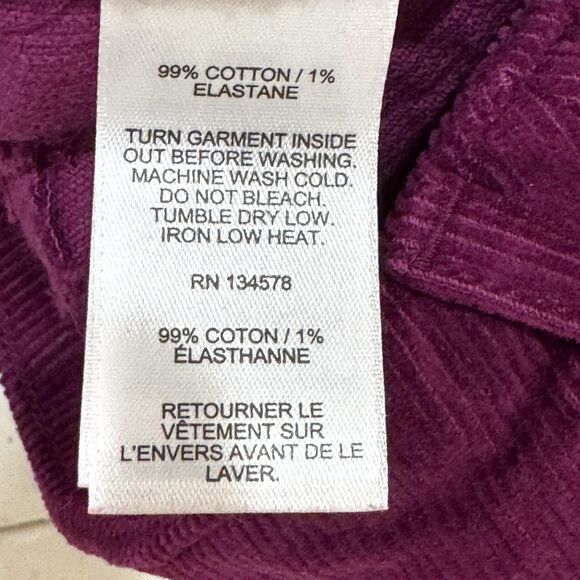 99% COTTON / 1%
ELASTANE
TURN GARMENT INSIDE
OUT BEFORE WASHING.
MACHINE WASH COLD.
DO NOT BLEACH.
TUMBLE DRY LOW.
IRON LOW HEAT.
RN 134578
99% COTON / 1%
ÉLASTHANNE
RETOURNER LE
VÊTEMENT SUR
L'ENVERS AVANT DE LE
LAVER.